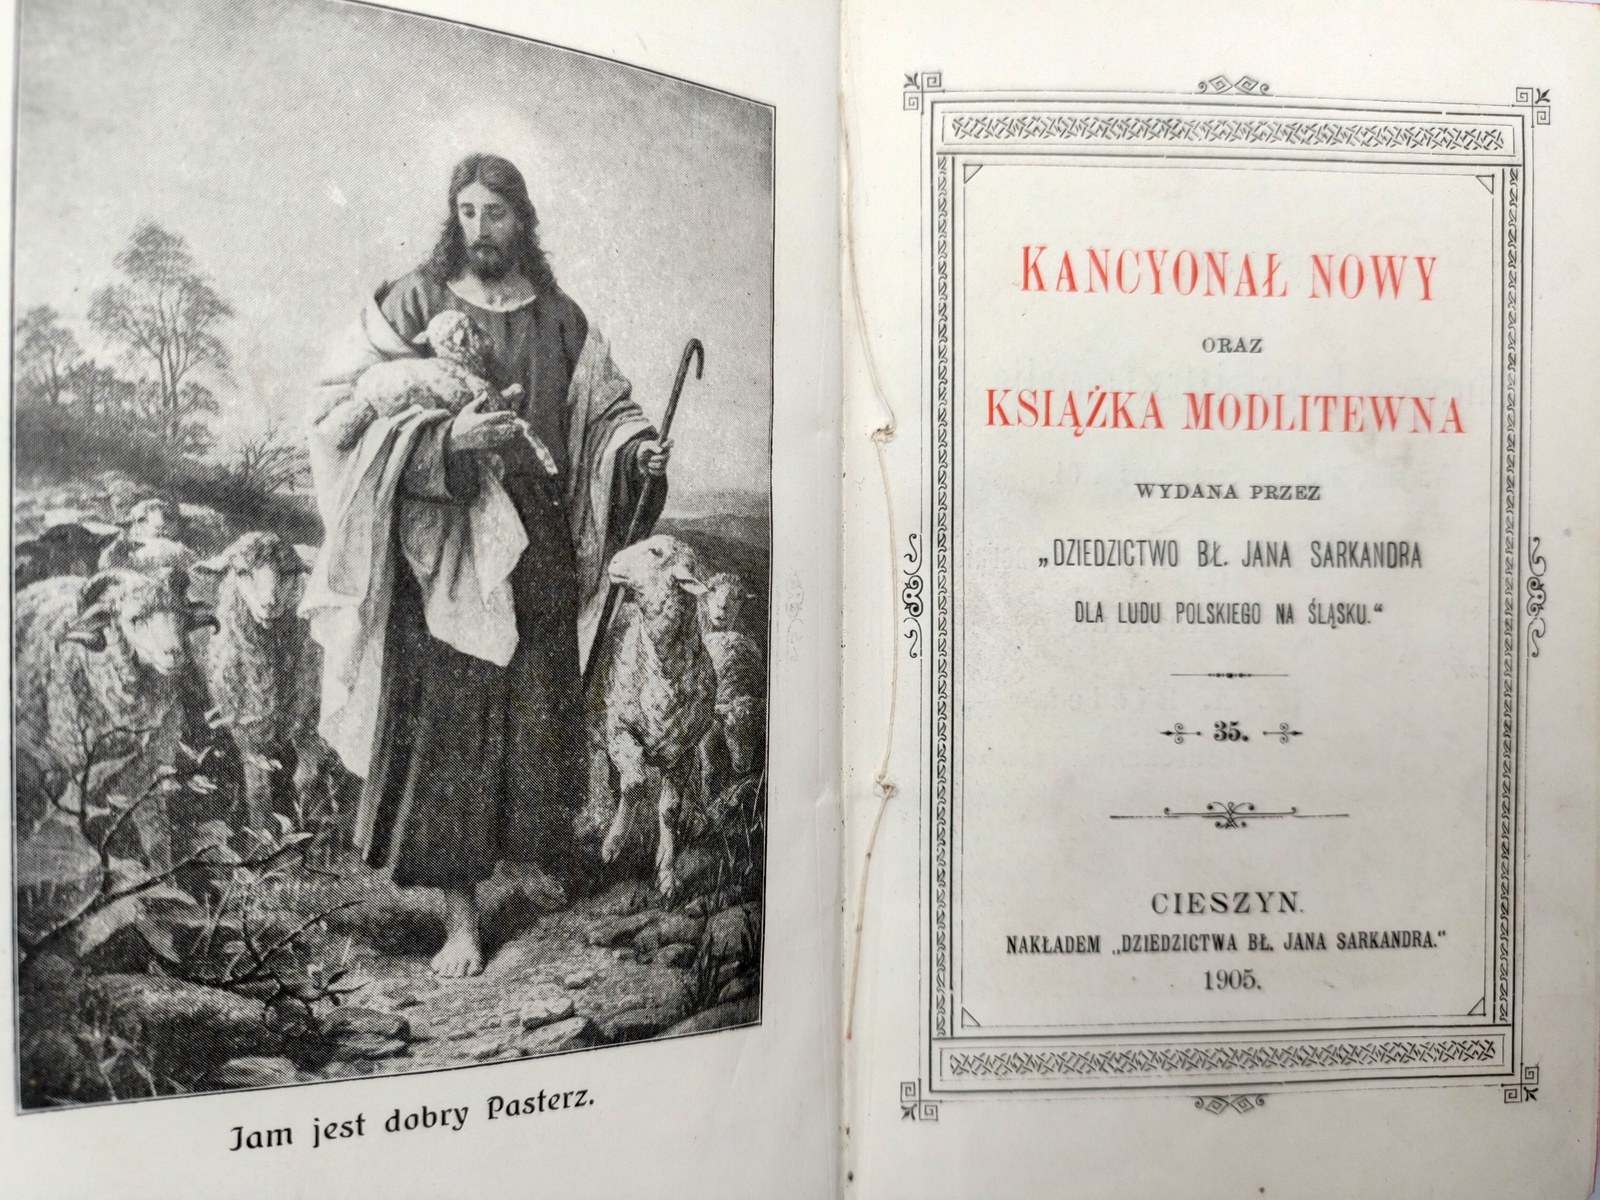 Jam jest dobry Pasterz.
KANCYONAŁ NOWY
ORAZ
KSIĄŻKA MODLITEWNA
WYDANA PRZEZ
„DZIEDZICTWO BŁ. JANA SARKANDRA
DLA LUDU POLSKIEGO NA ŚLĄSKU.“
35.
CIESZYN.
NAKŁADEM „DZIEDZICTWA BŁ. JANA SARKANDRA.“
1905.